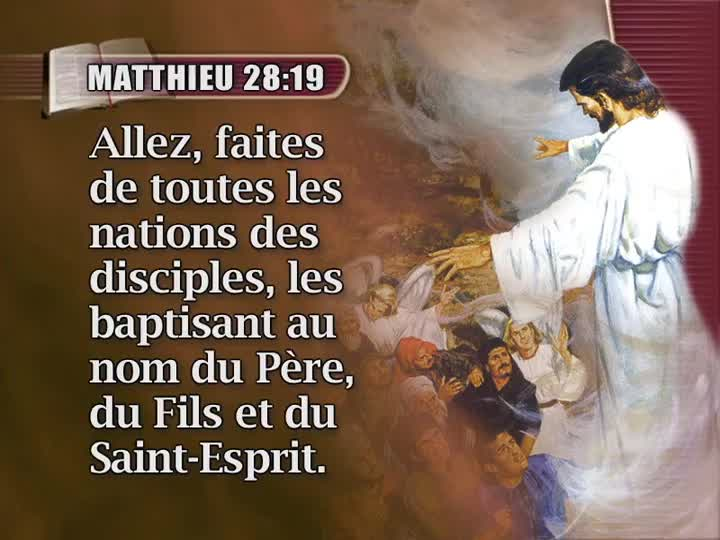 MATTHIEU 28:19
Allez, faites
de toutes les
nations des
disciples, les
baptisant au
nom du Père,
du Fils et du
Saint-Esprit.